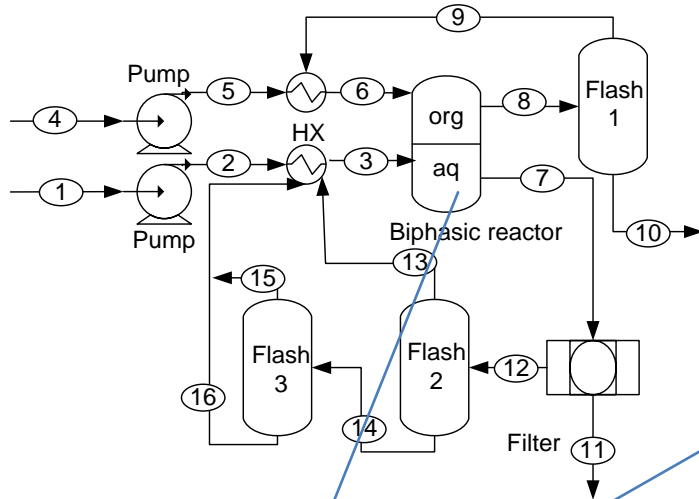 9
Pump
5
6
8
Flash
1
4
org
HX
2
3
aq
7
1
Pump
Biphasic reactor
10
13
15
Flash
3
Flash
2
12
16
14
Filter
11